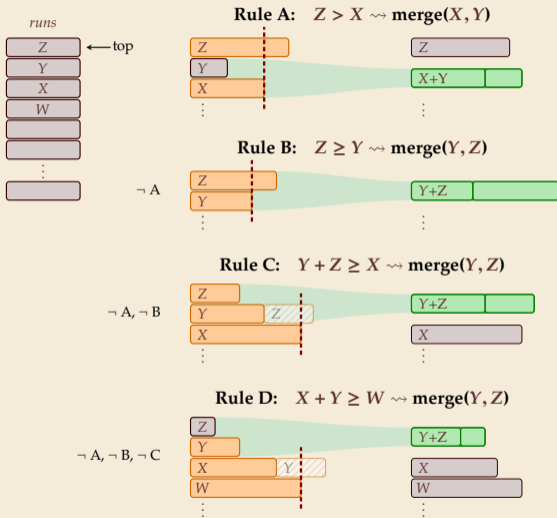 runs
Z
Y
X
W
⋮
top
Rule A: Z > X ⇝ merge(X, Y)
Z
Y
X
⋮
Z
X+Y
⋮
Rule B: Z ≥ Y ⇝ merge(Y, Z)
¬ A
Z
Y
⋮
Y+Z
⋮
Rule C: Y + Z ≥ X ⇝ merge(Y, Z)
¬ A, ¬ B
Z
Y Z
X
⋮
Y+Z
X
⋮
Rule D: X + Y ≥ W ⇝ merge(Y, Z)
¬ A, ¬ B, ¬ C
Z
Y
X Y
W
⋮
Y+Z
X
W
⋮